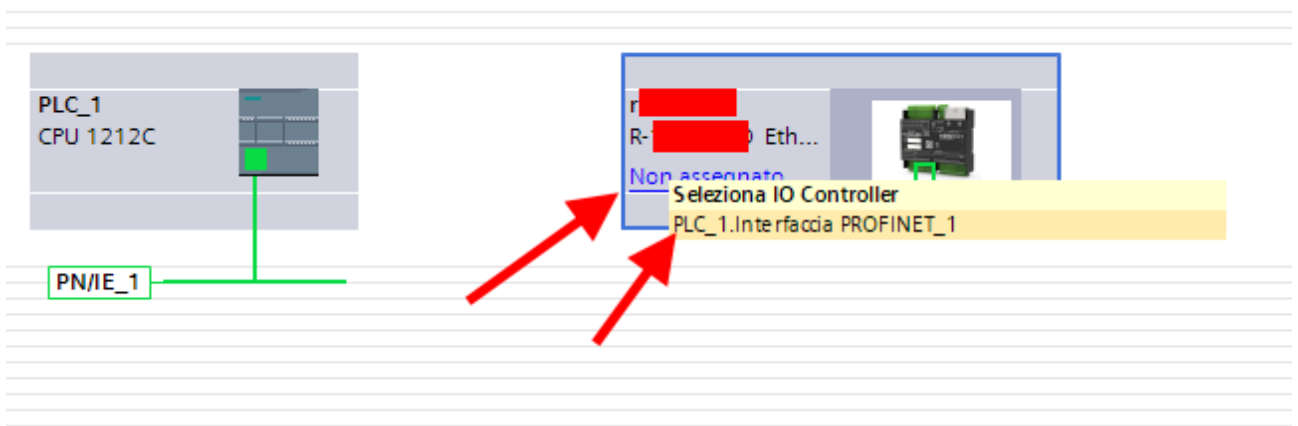 PLC_1
CPU 1212C
r
R- Eth...
Non assegnato
Seleziona IO Controller
PLC_1.Interfaccia PROFINET_1
PN/IE_1